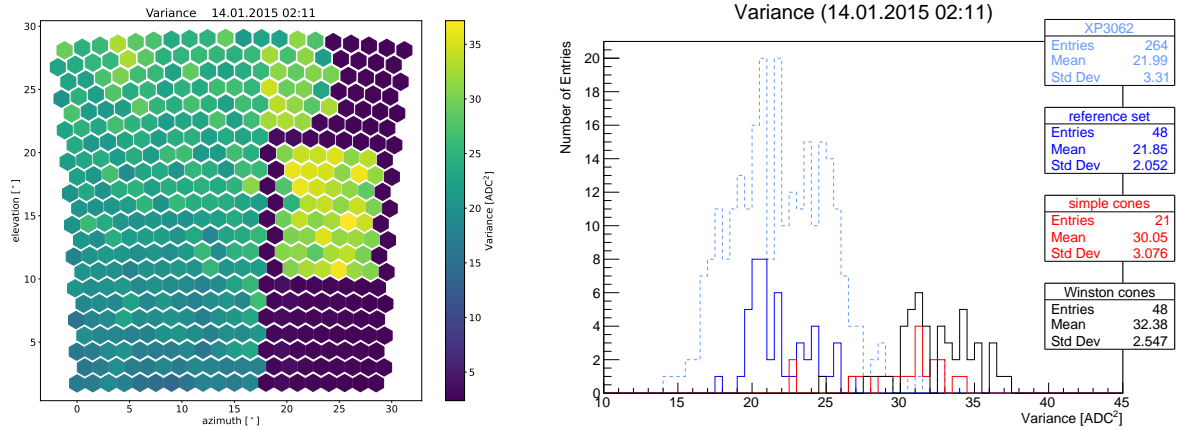 Variance 14.01.2015 02:11
30
25
20
15
10
5
elevation [°]
0 5 10 15 20 25 30
azimuth [°]
35
30
25
20
15
10
5
Variance [ADC²]
Variance (14.01.2015 02:11)
Number of Entries
20
18
16
14
12
10
8
6
4
2
0
10 15 20 25 30 35 40 45
Variance [ADC²]
XP3062
Entries 264
Mean 21.99
Std Dev 3.31
reference set
Entries 48
Mean 21.85
Std Dev 2.052
simple cones
Entries 21
Mean 30.05
Std Dev 3.076
Winston cones
Entries 48
Mean 32.38
Std Dev 2.547